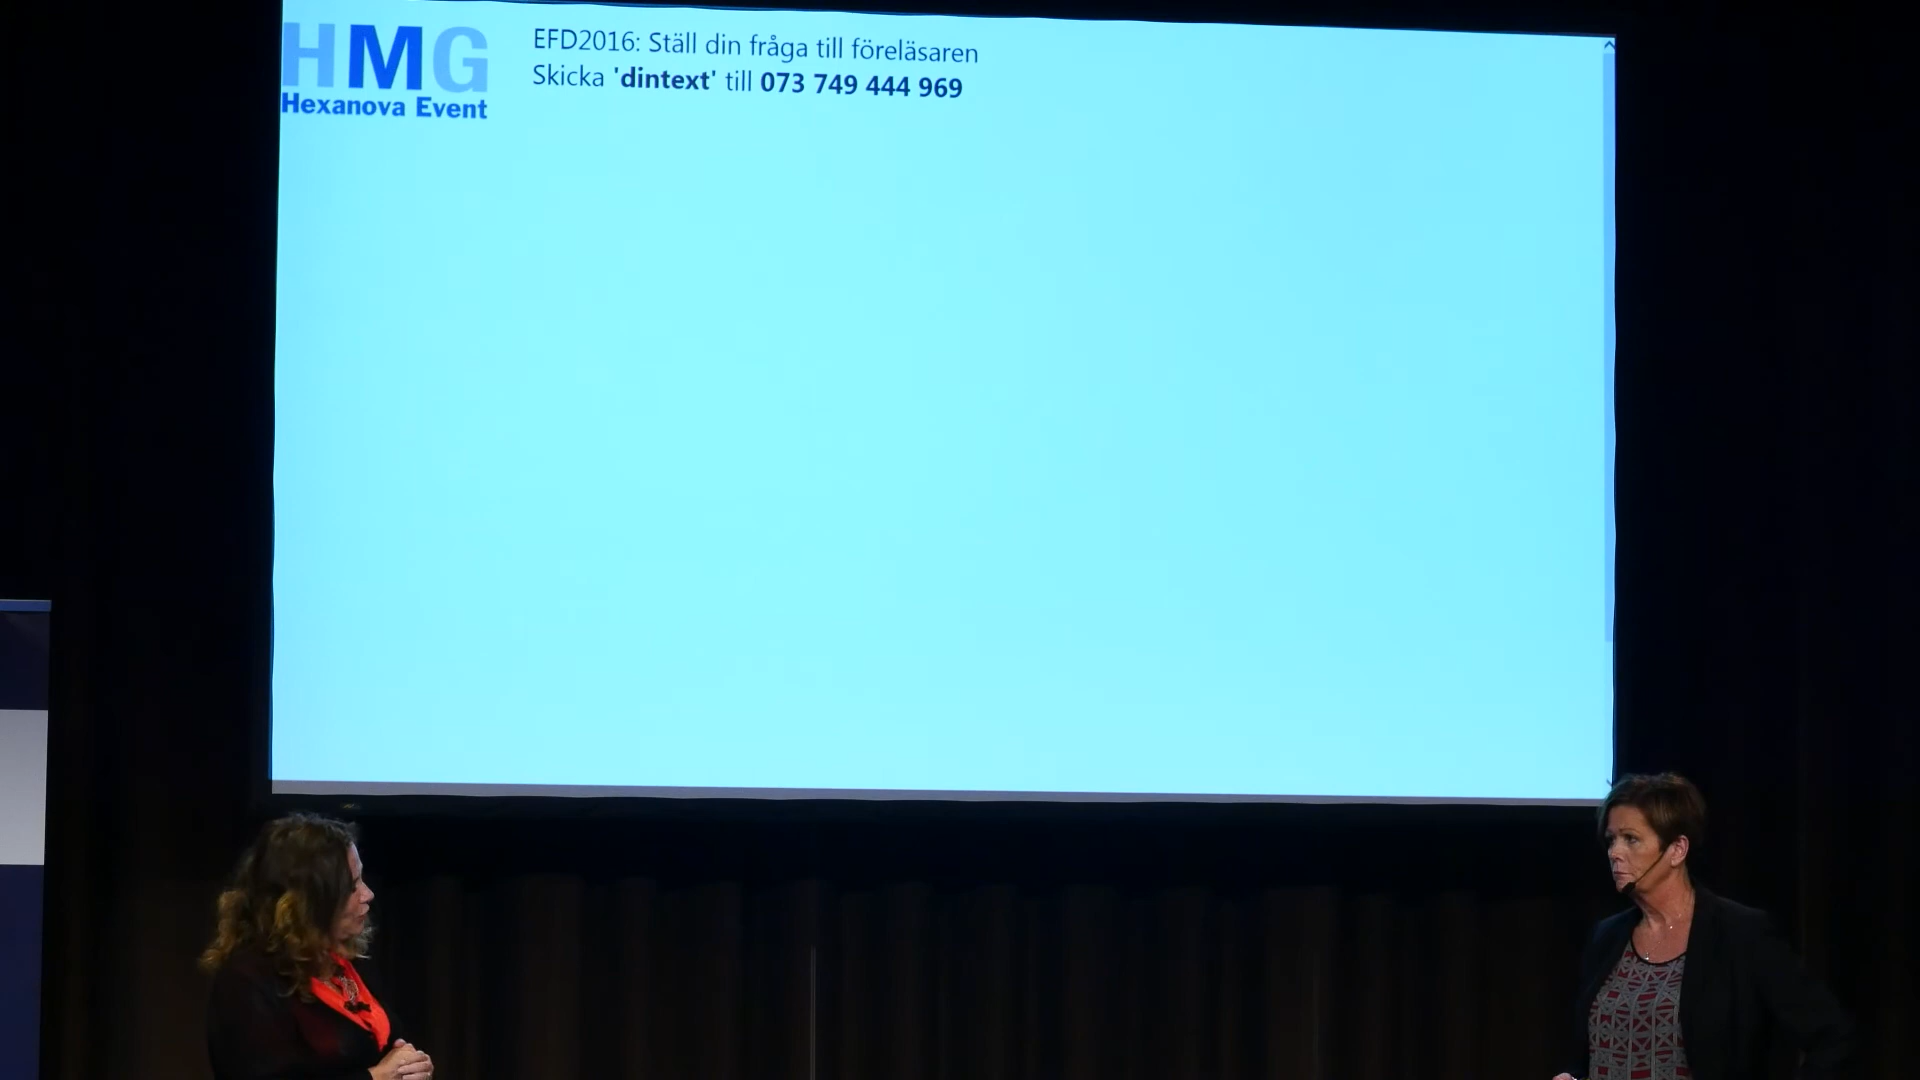 HMG
Hexanova Event
EFD2016: Ställ din fråga till föreläsaren
Skicka 'dintext' till 073 749 444 969